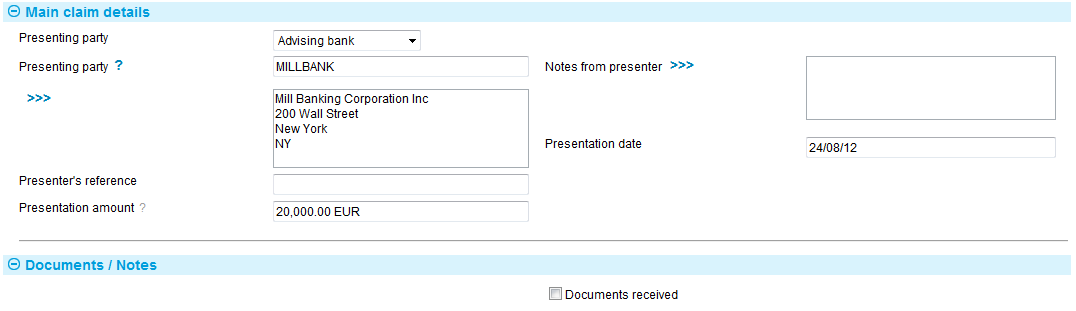 Main claim details
Presenting party
Advising bank
Presenting party ?
MILLBANK
Notes from presenter >>>
>>>
Mill Banking Corporation Inc
200 Wall Street
New York
NY
Presentation date
24/08/12
Presenter's reference
Presentation amount ?
20,000.00 EUR
Documents / Notes
Documents received